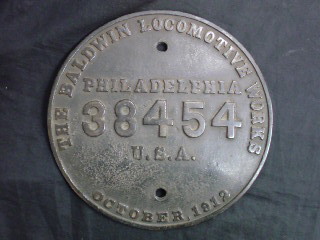 THE BALDWIN LOCOMOTIVE WORKS
PHILADELPHIA
38454
U.S.A.
OCTOBER, 1912